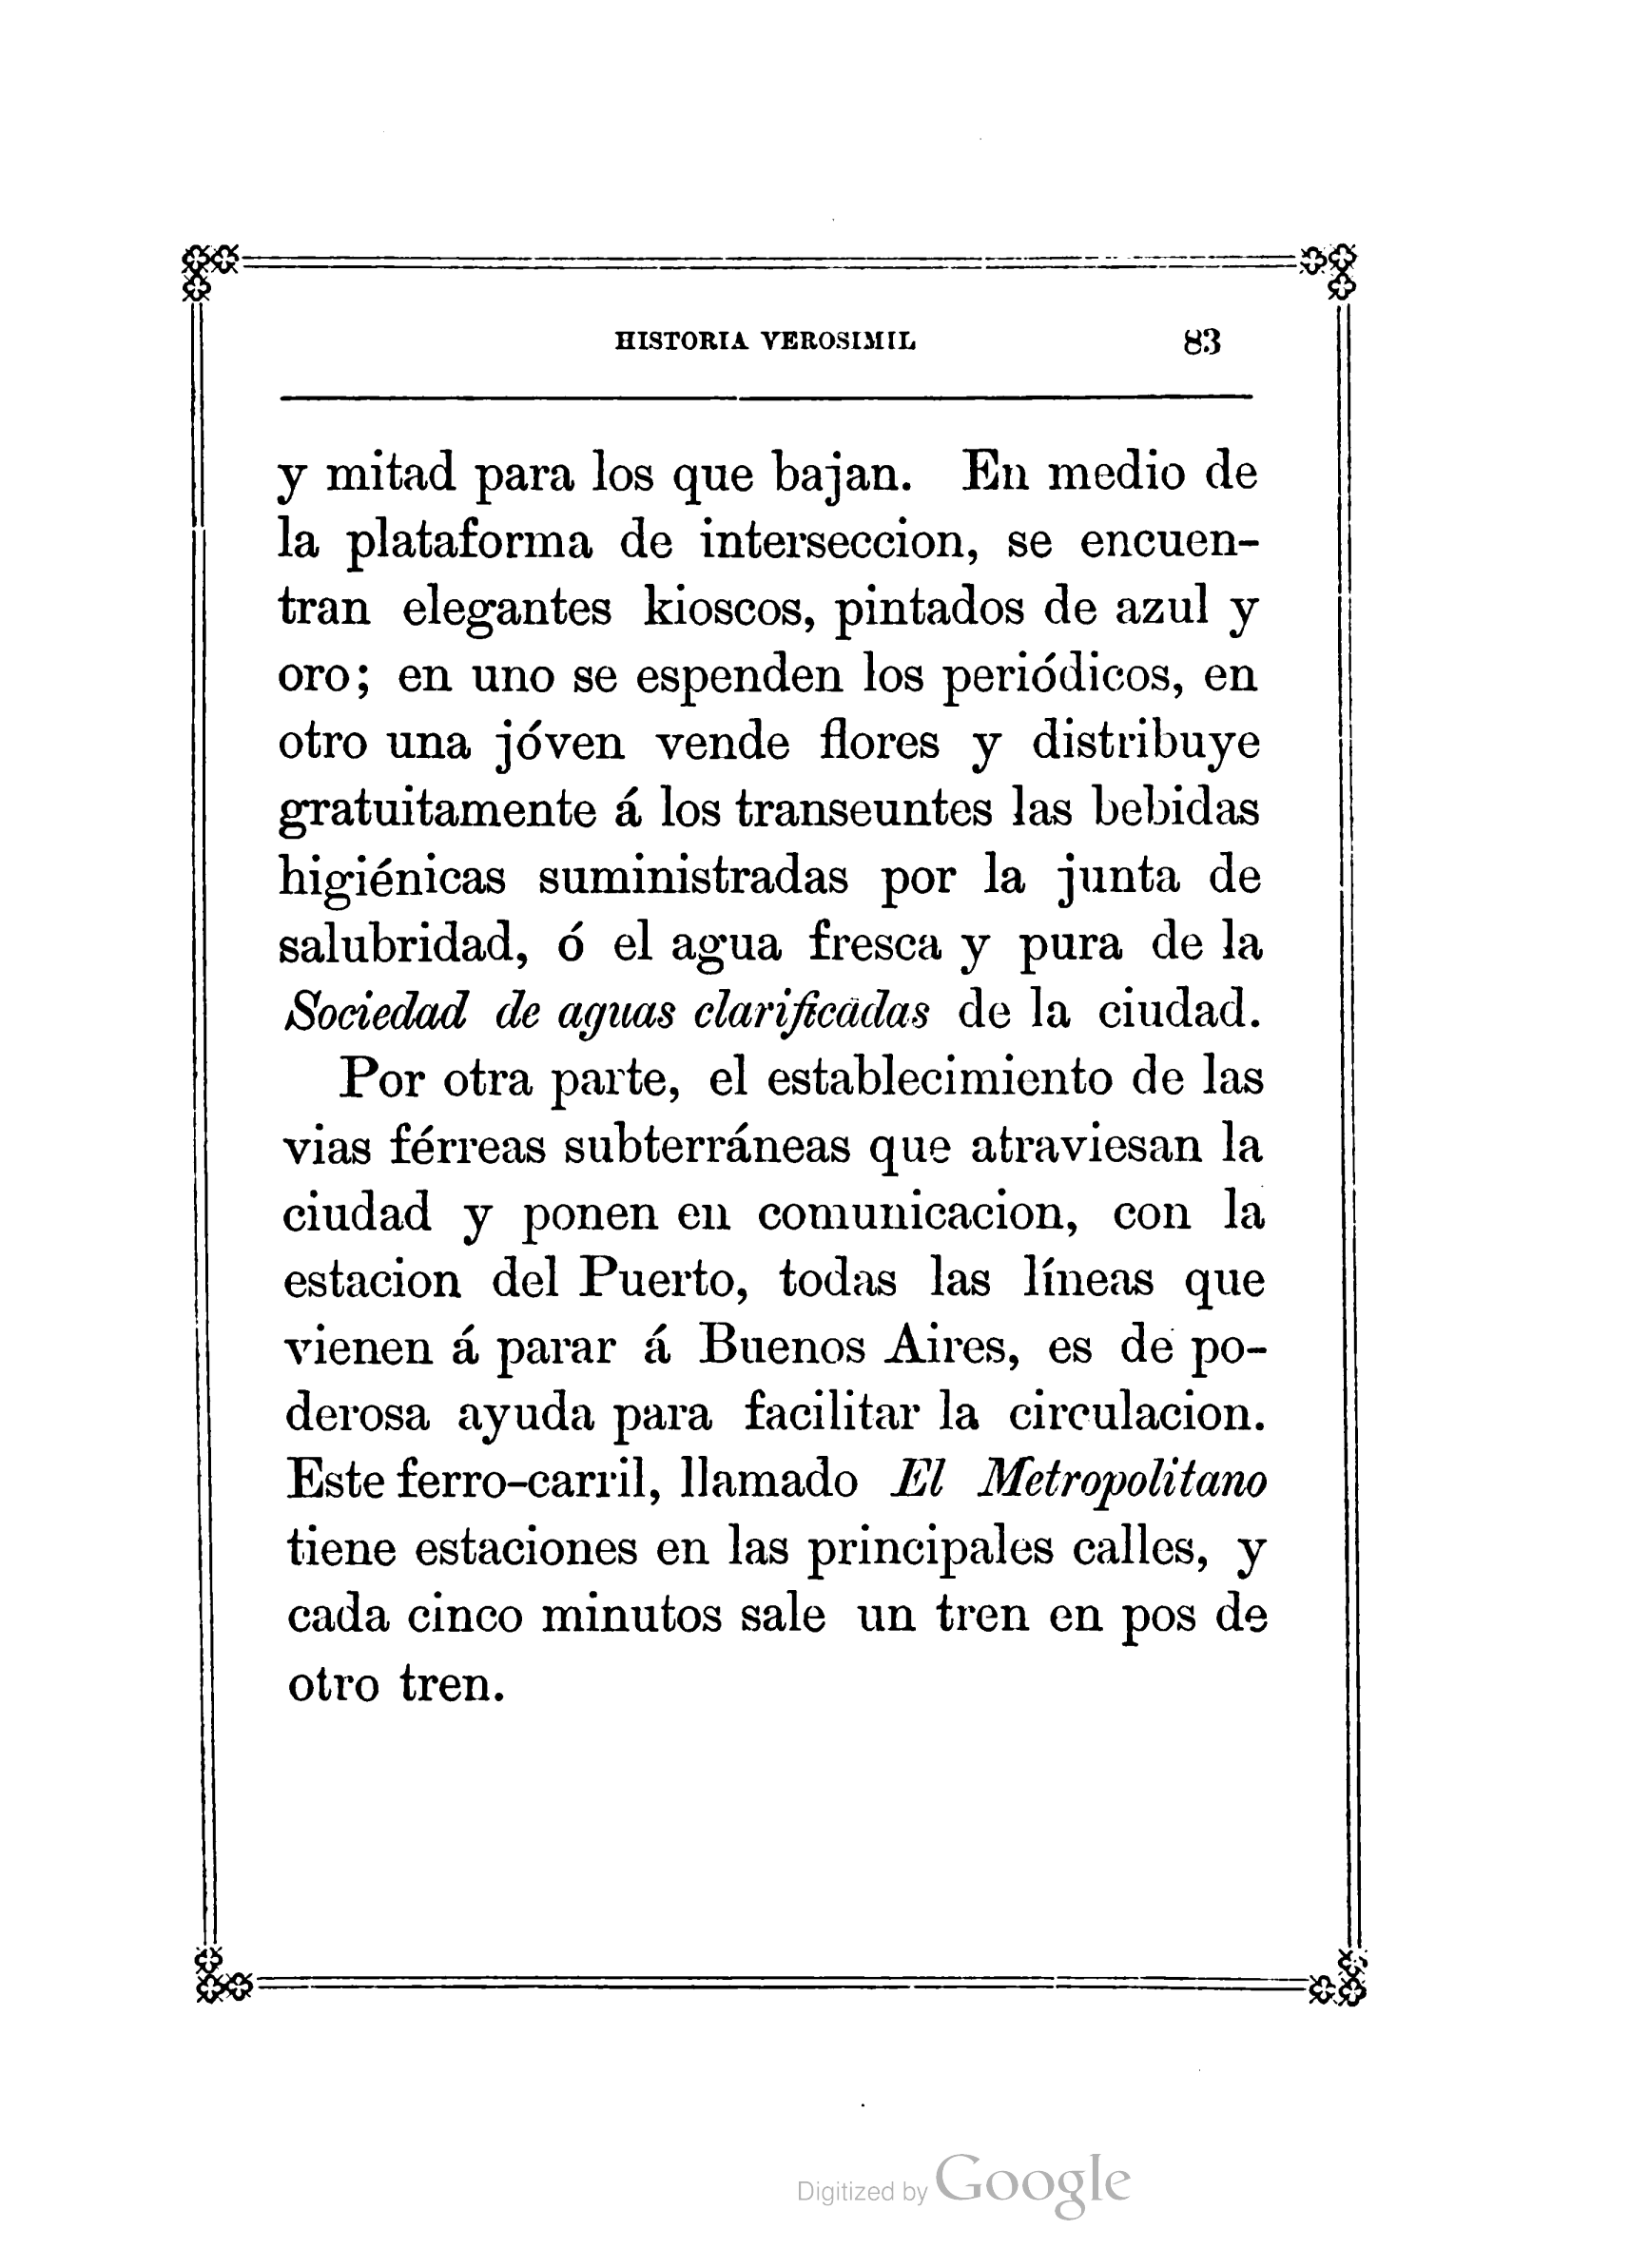 HISTORIA VEROSIMIL 83
y mitad para los que bajan. En medio de
la plataforma de interseccion, se encuen-
tran elegantes kioscos, pintados de azul y
oro; en uno se espenden los periódicos, en
otro una jóven vende flores y distribuye
gratuitamente á los transeuntes las bebidas
higiénicas suministradas por la junta de
salubridad, ó el agua fresca y pura de la
Sociedad de aguas clarificadas de la ciudad.
Por otra parte, el establecimiento de las
vias férreas subterráneas que atraviesan la
ciudad y ponen en comunicacion, con la
estacion del Puerto, todas las líneas que
vienen á parar á Buenos Aires, es de po-
derosa ayuda para facilitar la circulacion.
Este ferro-carril, llamado El Metropolitano
tiene estaciones en las principales calles, y
cada cinco minutos sale un tren en pos de
otro tren.
Digitized by Google